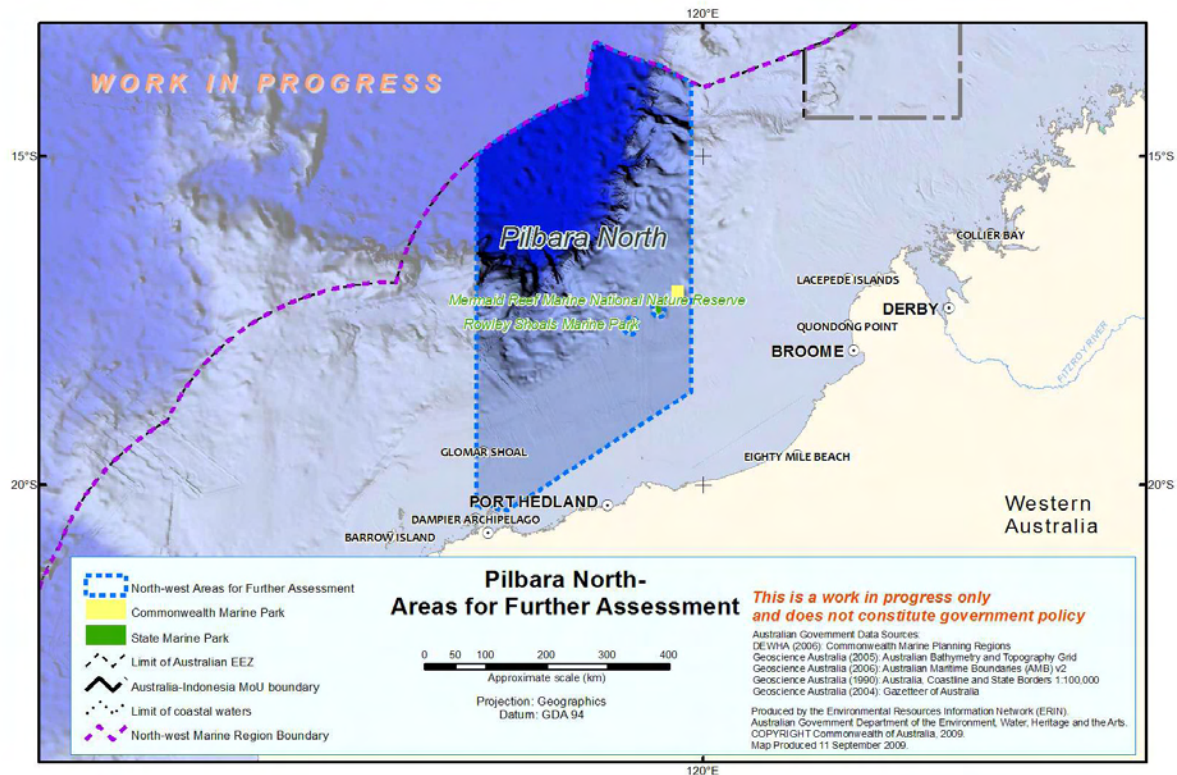 120°E
WORK IN PROGRESS
15°S
15°S
Pilbara North
COLLIER BAY
LACEPEDE ISLANDS
Mermaid Reef Marine National Nature Reserve
DERBY
Rowley Shoals Marine Park
QUONDONG POINT
BROOME
FITZROY RIVER
GLOMAR SHOAL
EIGHTY MILE BEACH
20°S
20°S
PORT HEDLAND
DAMPIER ARCHIPELAGO
BARROW ISLAND
Western
Australia
North-west Areas for Further Assessment
Commonwealth Marine Park
State Marine Park
Limit of Australian EEZ
Australia-Indonesia MoU boundary
Limit of coastal waters
North-west Marine Region Boundary
Pilbara North-
Areas for Further Assessment
0 50 100 200 300 400
Approximate scale (km)
Projection: Geographics
Datum: GDA 94
This is a work in progress only
and does not constitute government policy
Australian Government Data Sources:
DEWHA (2006): Commonwealth Marine Planning Regions
Geoscience Australia (2005): Australian Bathymetry and Topography Grid
Geoscience Australia (2006): Australian Maritime Boundaries (AMB) v2
Geoscience Australia (1990): Australia, Coastline and State Borders 1:100,000
Geoscience Australia (2004): Gazetteer of Australia
Produced by the Environmental Resources Information Network (ERIN).
Australian Government Department of the Environment, Water, Heritage and the Arts.
COPYRIGHT Commonwealth of Australia, 2009.
Map Produced 11 September 2009.
120°E